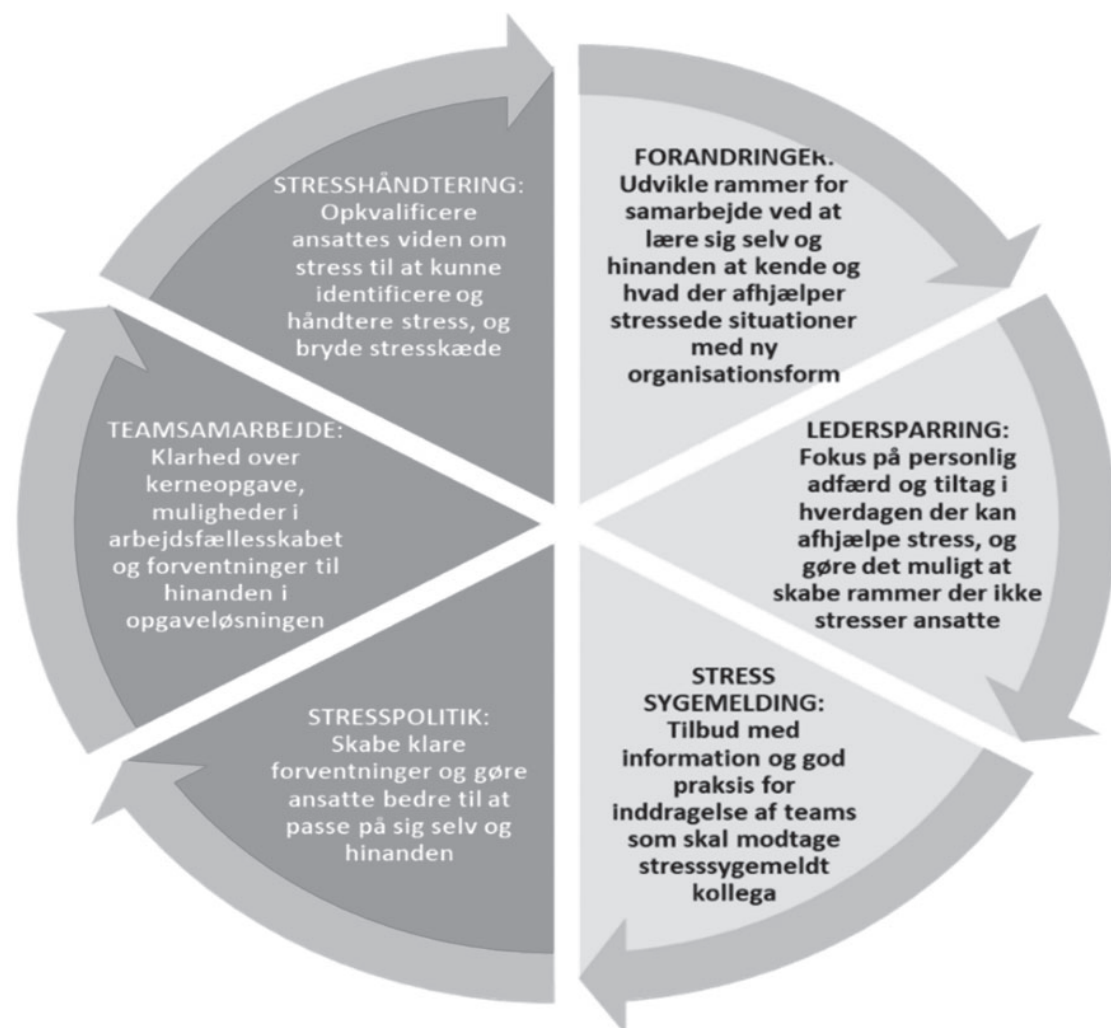 FORANDRINGER:
Udvikle rammer for
samarbejde ved at
lære sig selv og
hinanden at kende og
hvad der afhjælper
stressede situationer
med ny
organisationsform
LEDERSPARRING:
Fokus på personlig
adfærd og tiltag i
hverdagen der kan
afhjælpe stress, og
gøre det muligt at
skabe rammer der ikke
stresser ansatte
STRESS
SYGEMELDING:
Tilbud med
information og god
praksis for
inddragelse af teams
som skal modtage
stresssygemeldt
kollega
STRESSPOLITIK:
Skabe klare
forventninger og gøre
ansatte bedre til at
passe på sig selv og
hinanden
TEAMSAMARBEJDE:
Klarhed over
kerneopgave,
muligheder i
arbejdsfællesskabet
og forventninger til
hinanden i
opgaveløsningen
STRESSHÅNDTERING:
Opkvalificere
ansattes viden om
stress til at kunne
identificere og
håndtere stress, og
bryde stresskæde